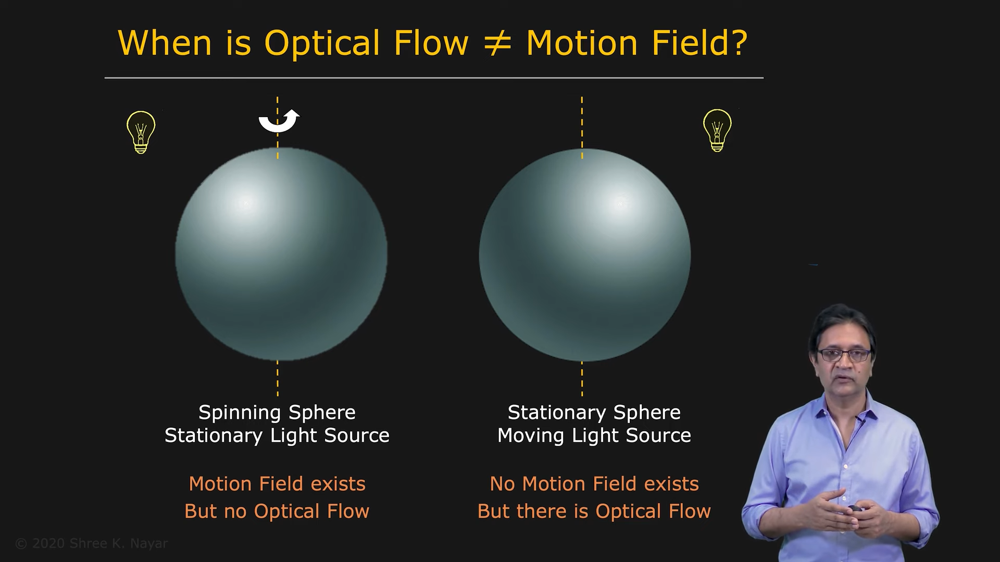 When is Optical Flow ≠ Motion Field?
Spinning Sphere
Stationary Light Source
Stationary Sphere
Moving Light Source
Motion Field exists
But no Optical Flow
No Motion Field exists
But there is Optical Flow
© 2020 Shree K. Nayar